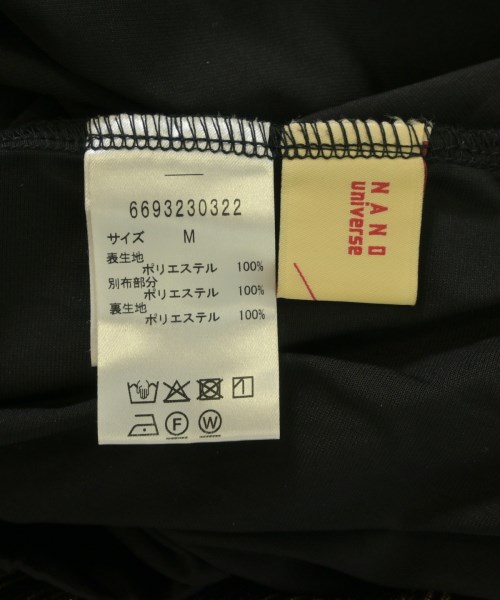 6693230322
サイズ M
表生地
ポリエステル 100%
別布部分
ポリエステル 100%
裏生地
ポリエステル 100%
F W
NANO
universe